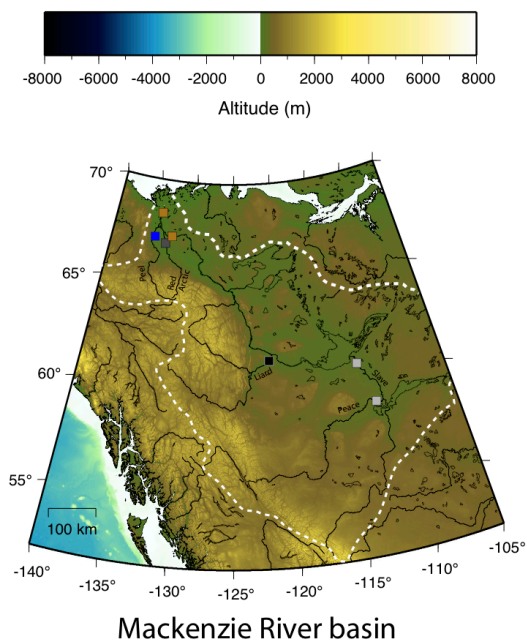 -8000 -6000 -4000 -2000 0 2000 4000 6000 8000
Altitude (m)
70°
65°
Peel
Red
Arctic
60°
Liard
Slave
Peace
55°
100 km
-140° -135° -130° -125° -120° -115° -110° -105°
Mackenzie River basin